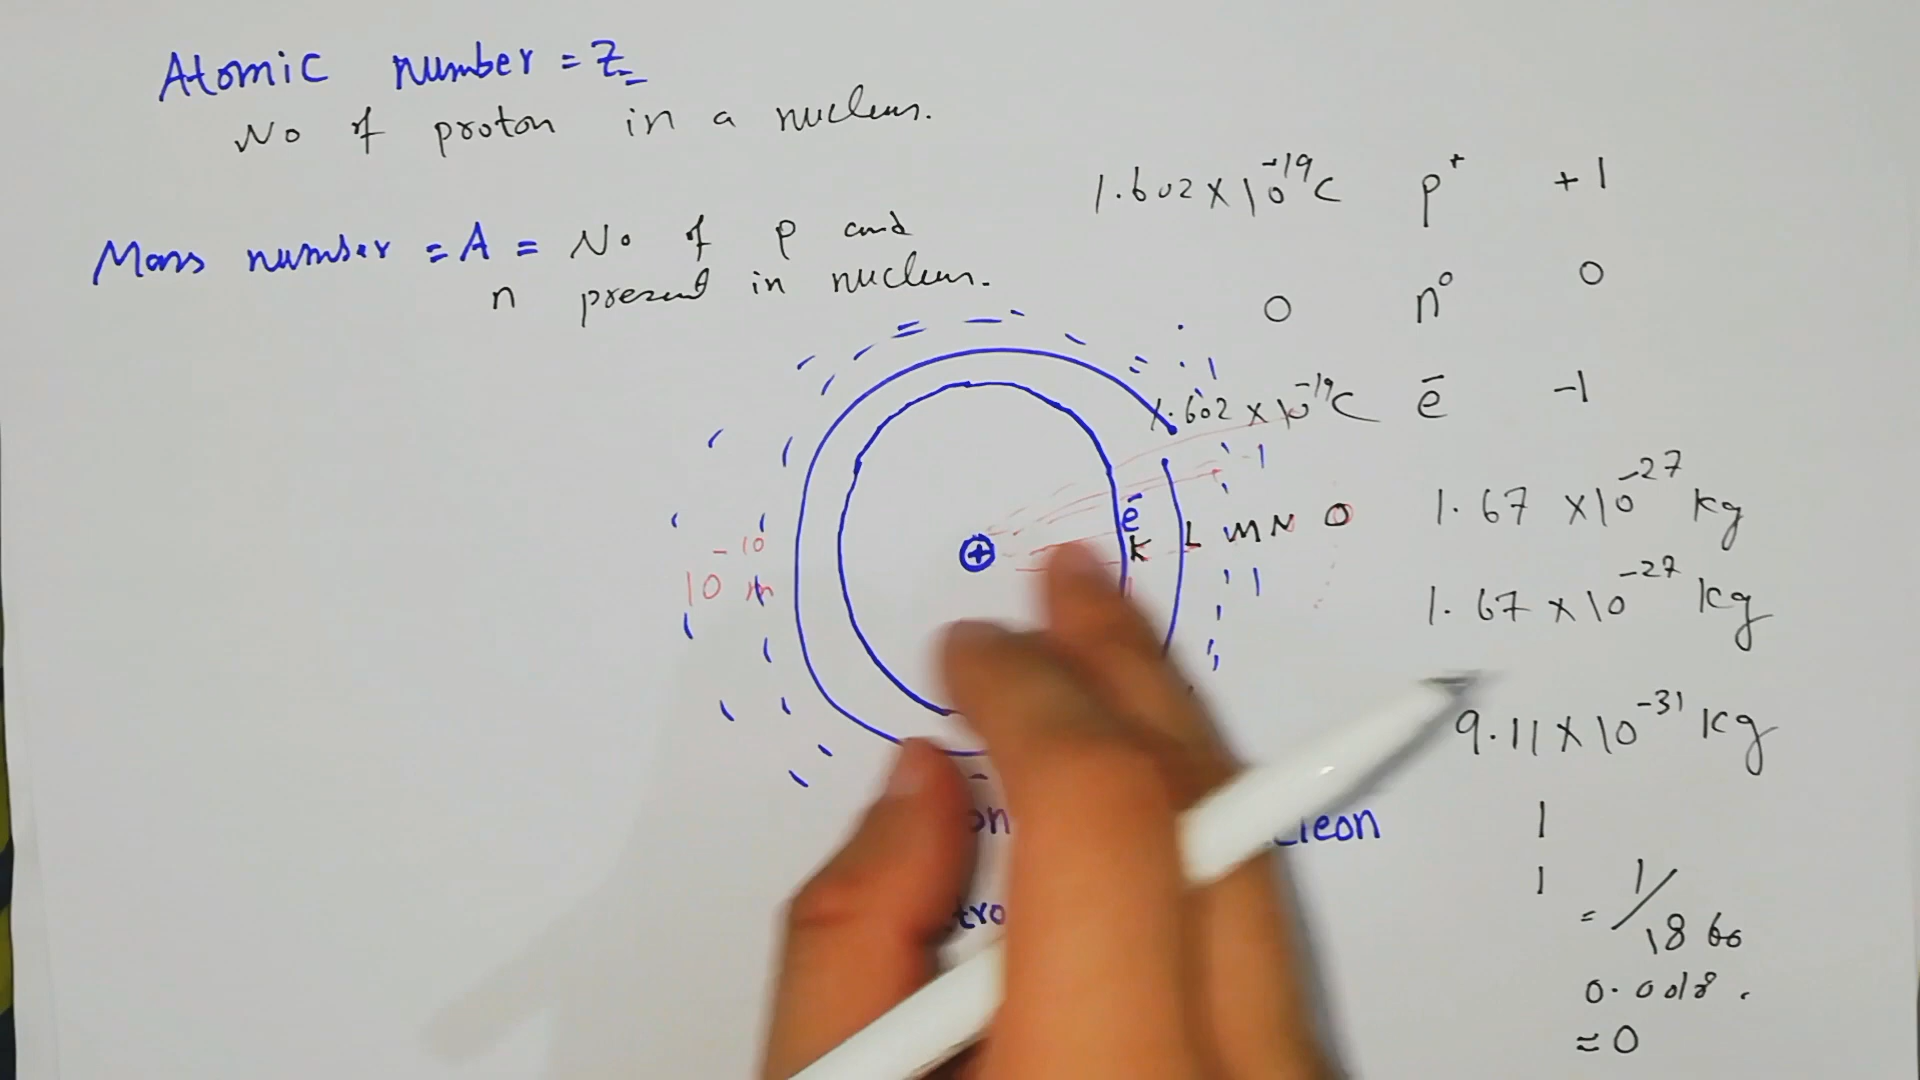 Atomic number = Z
No of proton in a nucleus.
Mass number = A = No of p and
n present in nucleus.
1.602 x 10^-19 C p^+ +1
0 n^0 0
1.602 x 10^-19 C e^- -1
e^-
K L M N O
10^-10 m
+
1.67 x 10^-27 kg
1.67 x 10^-27 kg
9.11 x 10^-31 kg
1
1
= 1/1860
0.0018.
≈ 0